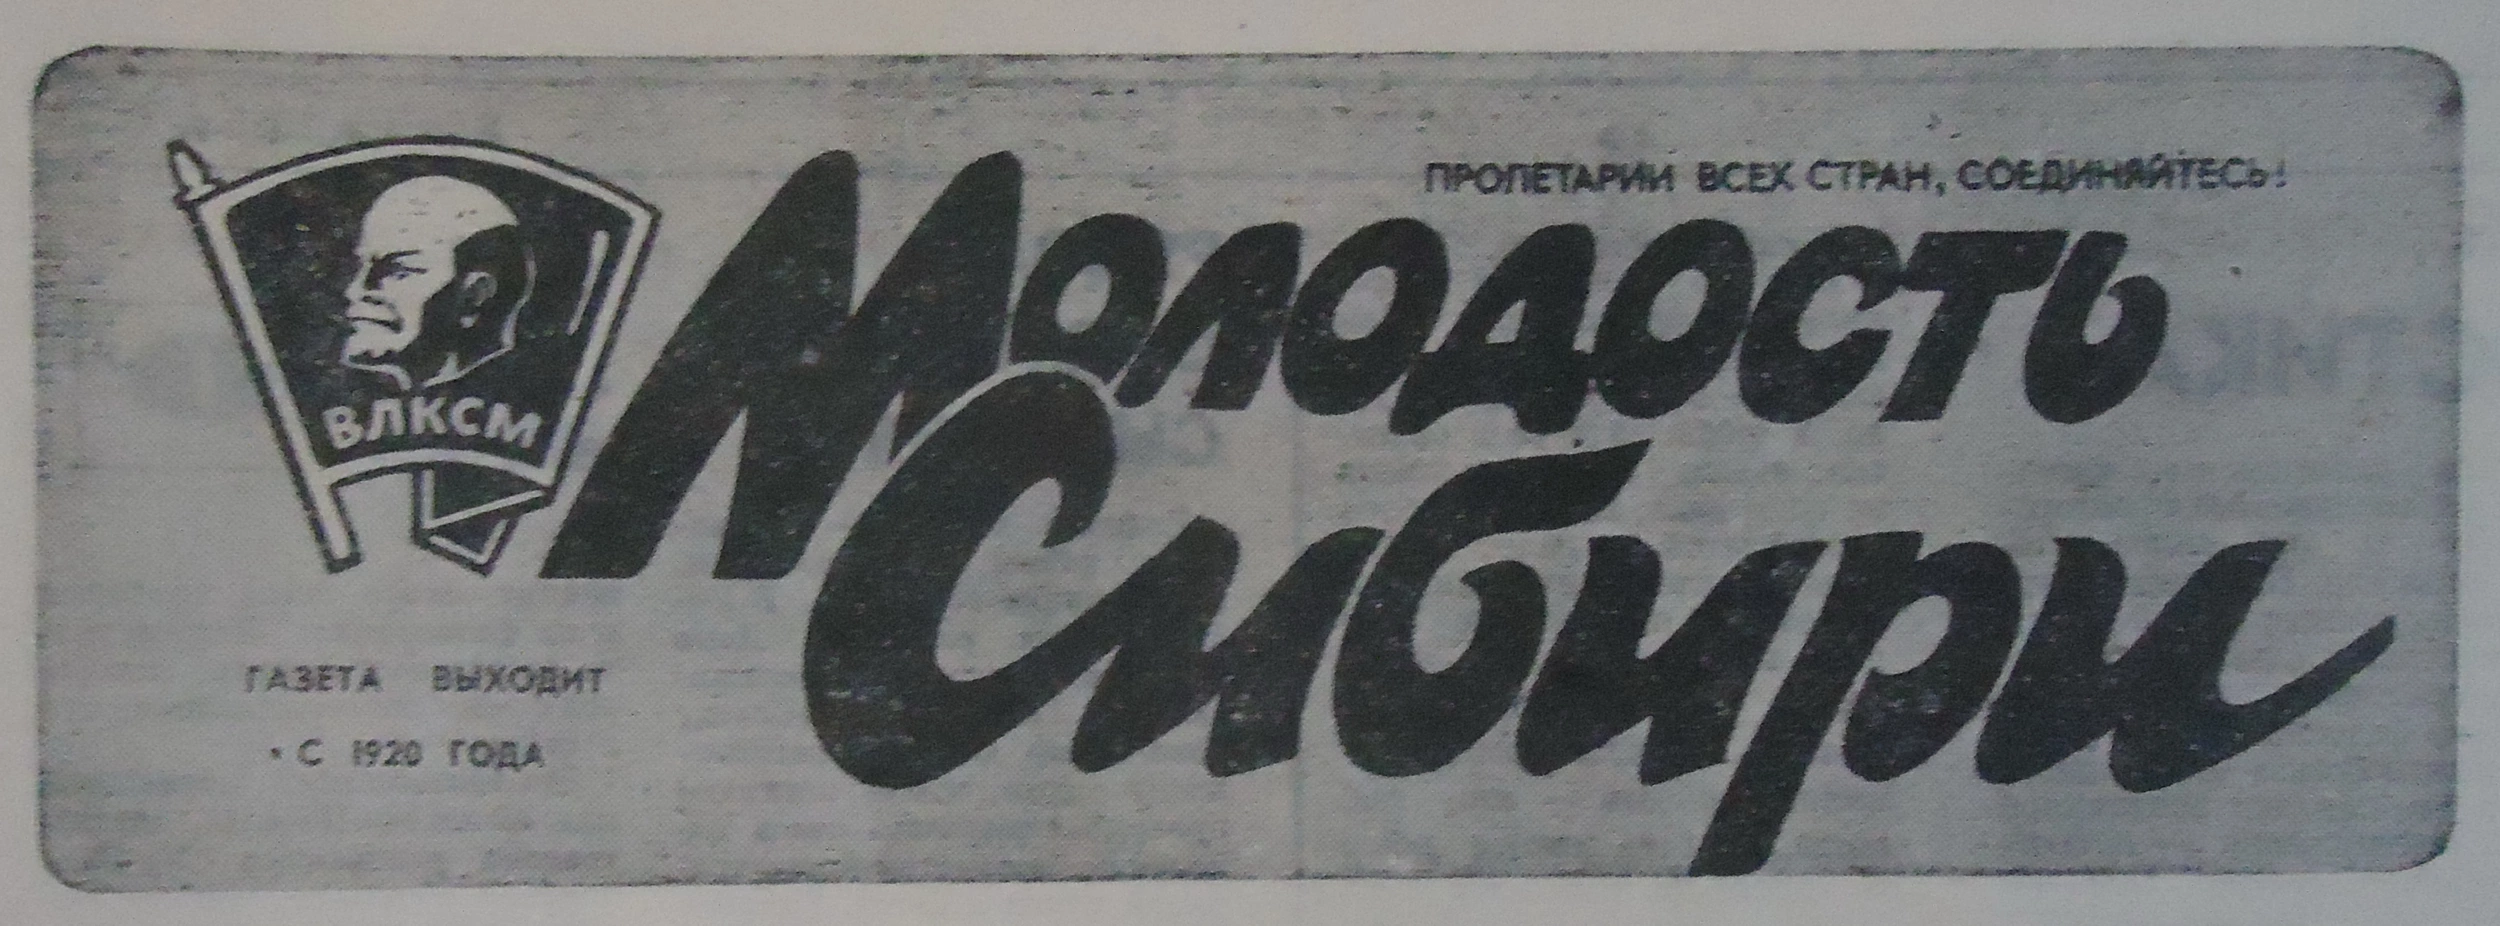 ПРОЛЕТАРИИ ВСЕХ СТРАН, СОЕДИНЯЙТЕСЬ!
Молодость
Сибири
ВЛКСМ
ГАЗЕТА ВЫХОДИТ
С 1920 ГОДА